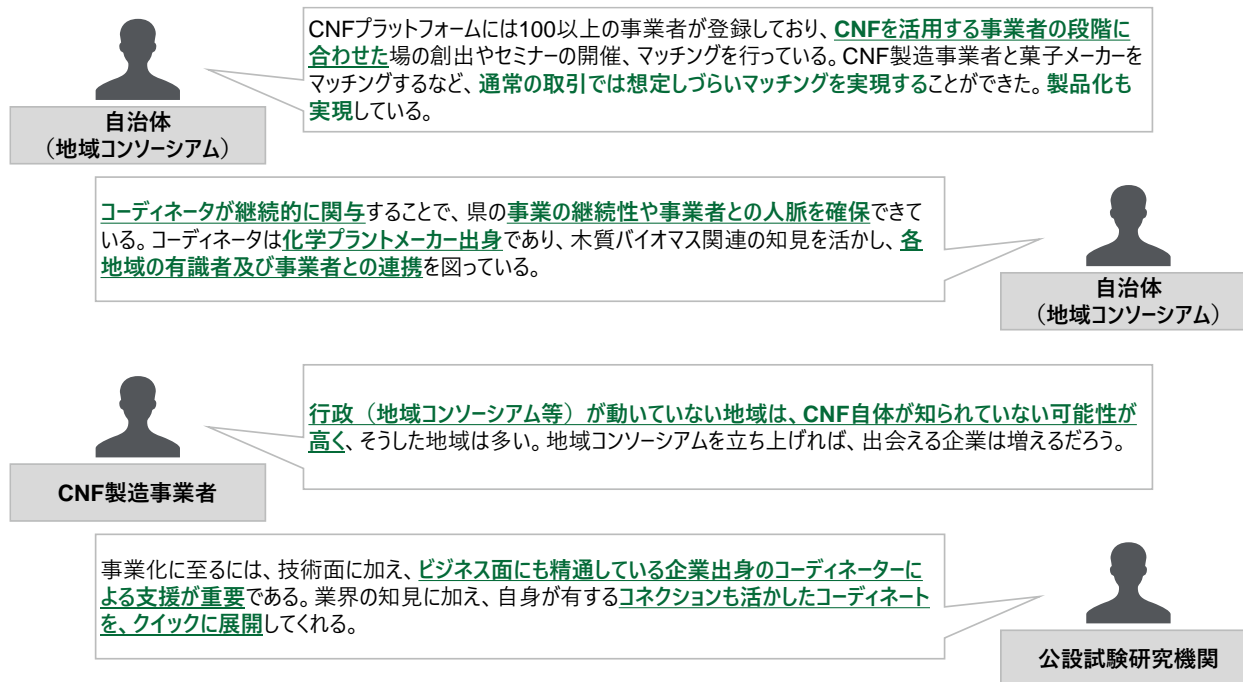 CNFプラットフォームには100以上の事業者が登録しており、CNFを活用する事業者の段階に
合わせた場の創出やセミナーの開催、マッチングを行っている。CNF製造事業者と菓子メーカーを
マッチングするなど、通常の取引では想定しづらいマッチングを実現することができた。製品化も
実現している。
自治体
（地域コンソーシアム）
コーディネータが継続的に関与することで、県の事業の継続性や事業者との人脈を確保できて
いる。コーディネータは化学プラントメーカー出身であり、木質バイオマス関連の知見を活かし、各
地域の有識者及び事業者との連携を図っている。
自治体
（地域コンソーシアム）
行政（地域コンソーシアム等）が動いていない地域は、CNF自体が知られていない可能性が
高く、そうした地域は多い。地域コンソーシアムを立ち上げれば、出会える企業は増えるだろう。
CNF製造事業者
事業化に至るには、技術面に加え、ビジネス面にも精通している企業出身のコーディネーターに
よる支援が重要である。業界の知見に加え、自身が有するコネクションも活かしたコーディネート
を、クイックに展開してくれる。
公設試験研究機関